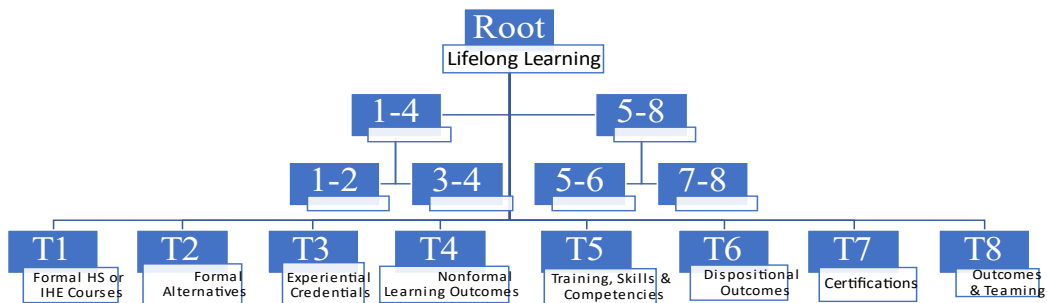 Root
Lifelong Learning
1-4
5-8
1-2
3-4
5-6
7-8
T1
Formal HS or
IHE Courses
T2
Formal
Alternatives
T3
Experiential
Credentials
T4
Nonformal
Learning Outcomes
T5
Training, Skills &
Competencies
T6
Dispositional
Outcomes
T7
Certifications
T8
Outcomes
& Teaming